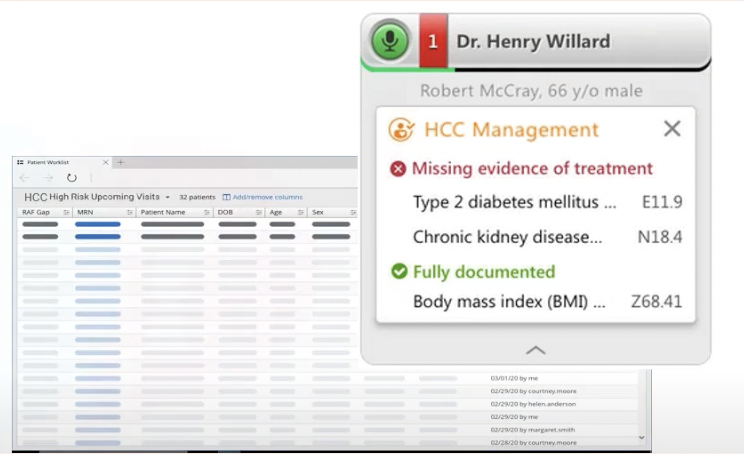 1 Dr. Henry Willard
Robert McCray, 66 y/o male
HCC Management
Missing evidence of treatment
Type 2 diabetes mellitus ... E11.9
Chronic kidney disease... N18.4
Fully documented
Body mass index (BMI) ... Z68.41
Patient Worklist
HCC High Risk Upcoming Visits 32 patients Add/remove columns
RAF Gap MRN Patient Name DOB Age Sex
03/01/20 by me
02/29/20 by courtney.moore
02/29/20 by helen.anderson
02/29/20 by me
02/29/20 by margaret.smith
02/28/20 by courtney.moore